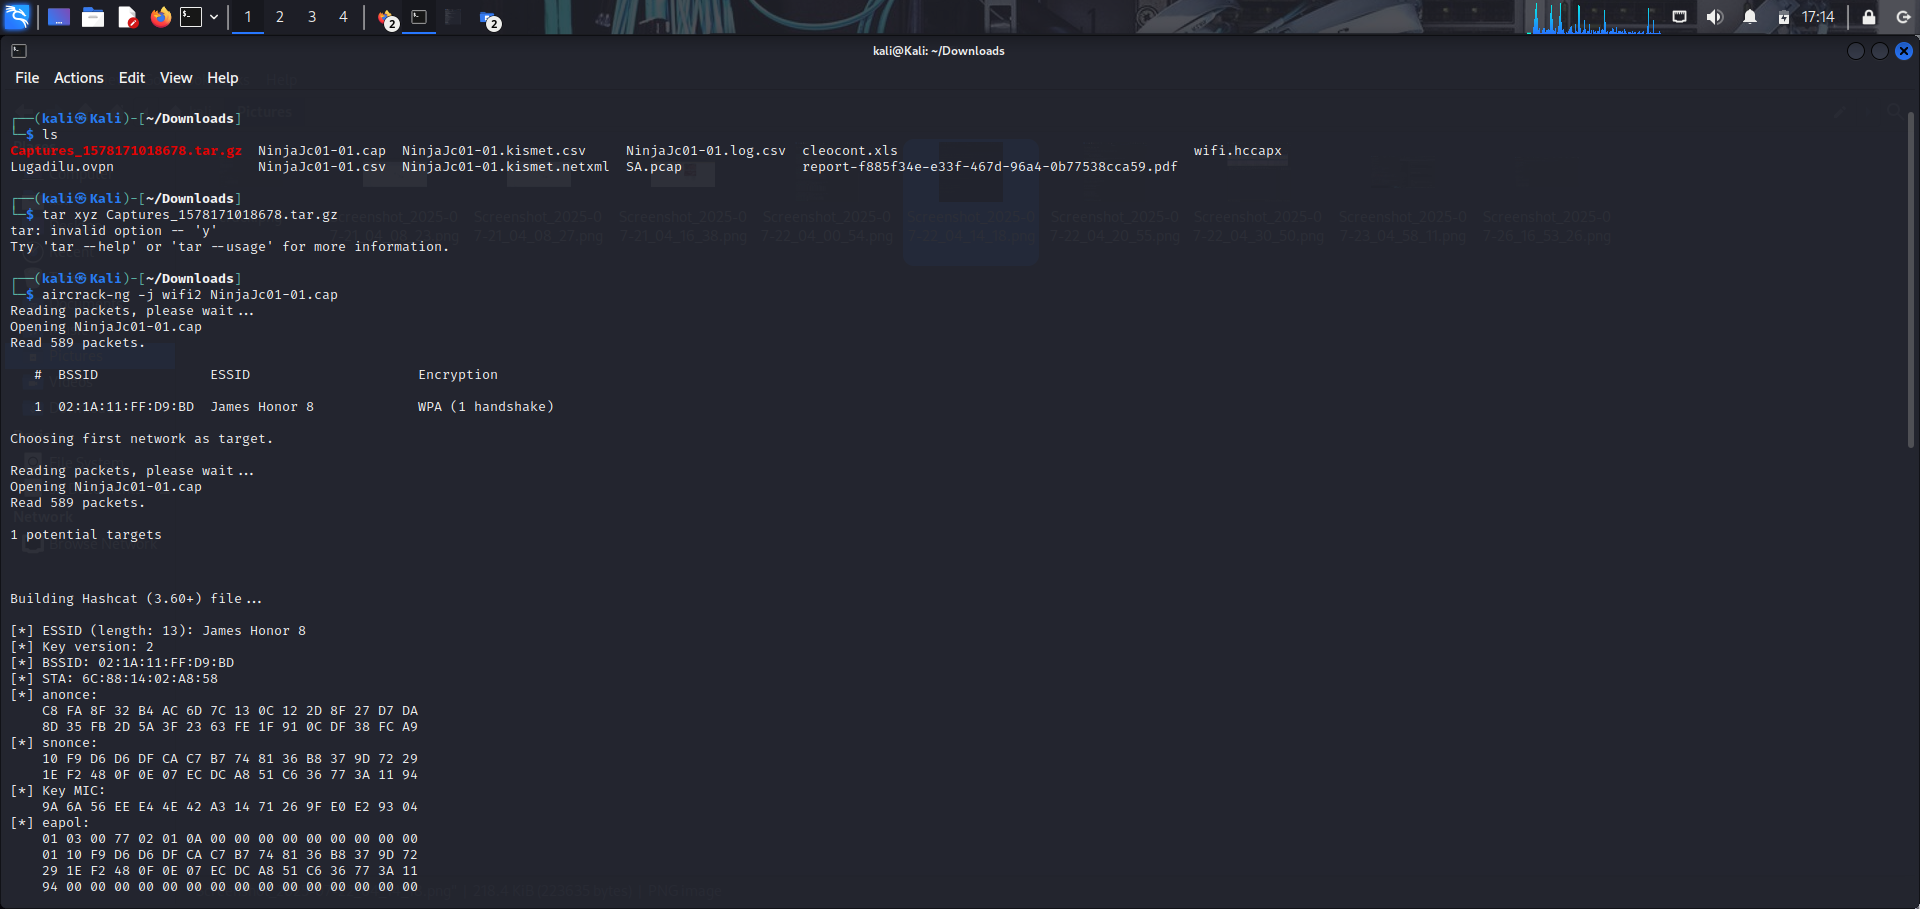 1 2 3 4 2 2 17:14
kali@Kali: ~/Downloads
File Actions Edit View Help
┌──(kali㉿Kali)-[~/Downloads]
└─$ ls
Captures_1578171018678.tar.gz NinjaJc01-01.cap NinjaJc01-01.kismet.csv NinjaJc01-01.log.csv cleocont.xls wifi.hccapx
Lugadilu.ovpn NinjaJc01-01.csv NinjaJc01-01.kismet.netxml SA.pcap report-f885f34e-e33f-467d-96a4-0b77538cca59.pdf
┌──(kali㉿Kali)-[~/Downloads]
└─$ tar xyz Captures_1578171018678.tar.gz
tar: invalid option -- 'y'
Try 'tar --help' or 'tar --usage' for more information.
┌──(kali㉿Kali)-[~/Downloads]
└─$ aircrack-ng -j wifi2 NinjaJc01-01.cap
Reading packets, please wait...
Opening NinjaJc01-01.cap
Read 589 packets.
# BSSID ESSID Encryption
1 02:1A:11:FF:D9:BD James Honor 8 WPA (1 handshake)
Choosing first network as target.
Reading packets, please wait...
Opening NinjaJc01-01.cap
Read 589 packets.
1 potential targets
Building Hashcat (3.60+) file...
[*] ESSID (length: 13): James Honor 8
[*] Key version: 2
[*] BSSID: 02:1A:11:FF:D9:BD
[*] STA: 6C:88:14:02:A8:58
[*] anonce:
C8 FA 8F 32 B4 AC 6D 7C 13 0C 12 2D 8F 27 D7 DA
8D 35 FB 2D 5A 3F 23 63 FE 1F 91 0C DF 38 FC A9
[*] snonce:
10 F9 D6 D6 DF CA C7 B7 74 81 36 B8 37 9D 72 29
1E F2 48 0F 0E 07 EC DC A8 51 C6 36 77 3A 11 94
[*] Key MIC:
9A 6A 56 EE E4 4E 42 A3 14 71 26 9F E0 E2 93 04
[*] eapol:
01 03 00 77 02 01 0A 00 00 00 00 00 00 00 00 00
01 10 F9 D6 D6 DF CA C7 B7 74 81 36 B8 37 9D 72
29 1E F2 48 0F 0E 07 EC DC A8 51 C6 36 77 3A 11
94 00 00 00 00 00 00 00 00 00 00 00 00 00 00 00